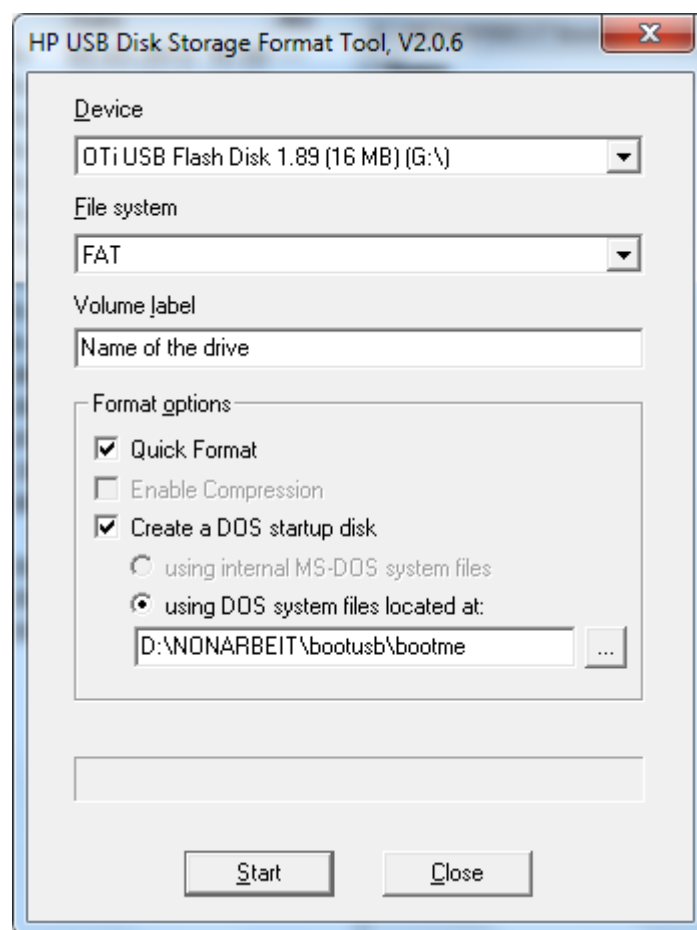 HP USB Disk Storage Format Tool, V2.0.6
Device
OTi USB Flash Disk 1.89 (16 MB) (G:\)
File system
FAT
Volume label
Name of the drive
Format options
Quick Format
Enable Compression
Create a DOS startup disk
using internal MS-DOS system files
using DOS system files located at:
D:\NONARBEIT\bootusb\bootme
...
Start Close